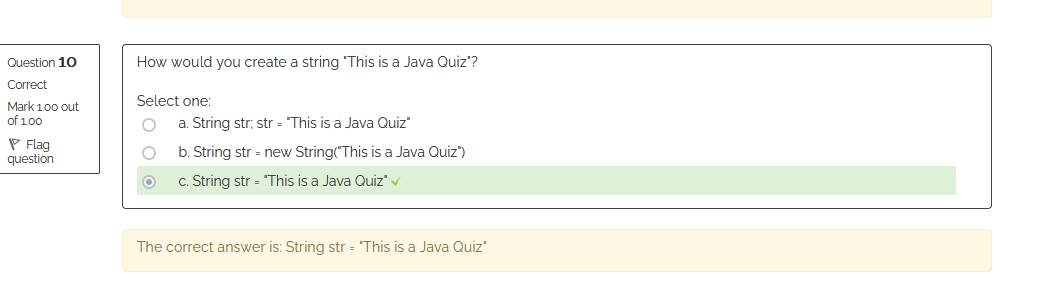 Question 10
Correct
Mark 1.00 out
of 1.00
Flag
question
How would you create a string "This is a Java Quiz"?
Select one:
a. String str; str = "This is a Java Quiz"
b. String str = new String("This is a Java Quiz")
c. String str = "This is a Java Quiz"
The correct answer is: String str = "This is a Java Quiz"